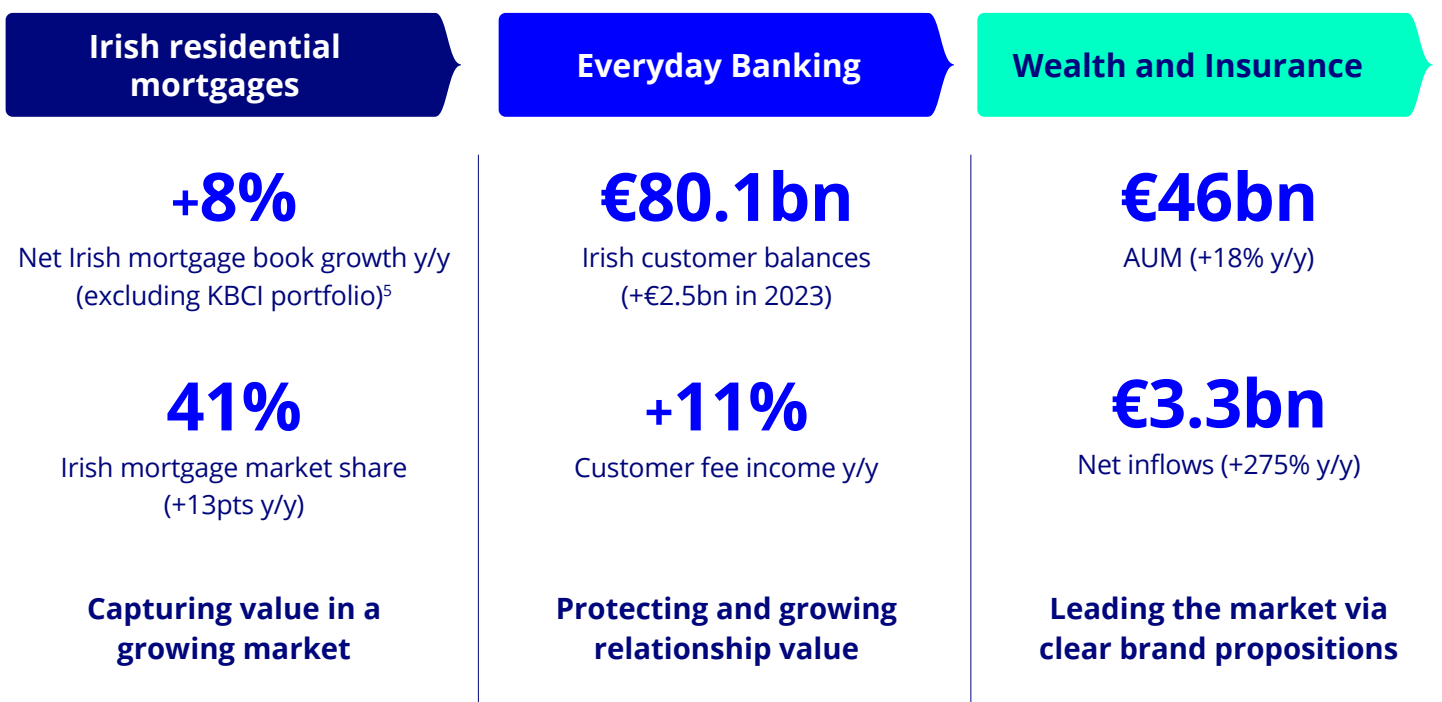 Irish residential
mortgages
+8%
Net Irish mortgage book growth y/y
(excluding KBCI portfolio)⁵
41%
Irish mortgage market share
(+13pts y/y)
Capturing value in a
growing market
Everyday Banking
€80.1bn
Irish customer balances
(+€2.5bn in 2023)
+11%
Customer fee income y/y
Protecting and growing
relationship value
Wealth and Insurance
€46bn
AUM (+18% y/y)
€3.3bn
Net inflows (+275% y/y)
Leading the market via
clear brand propositions